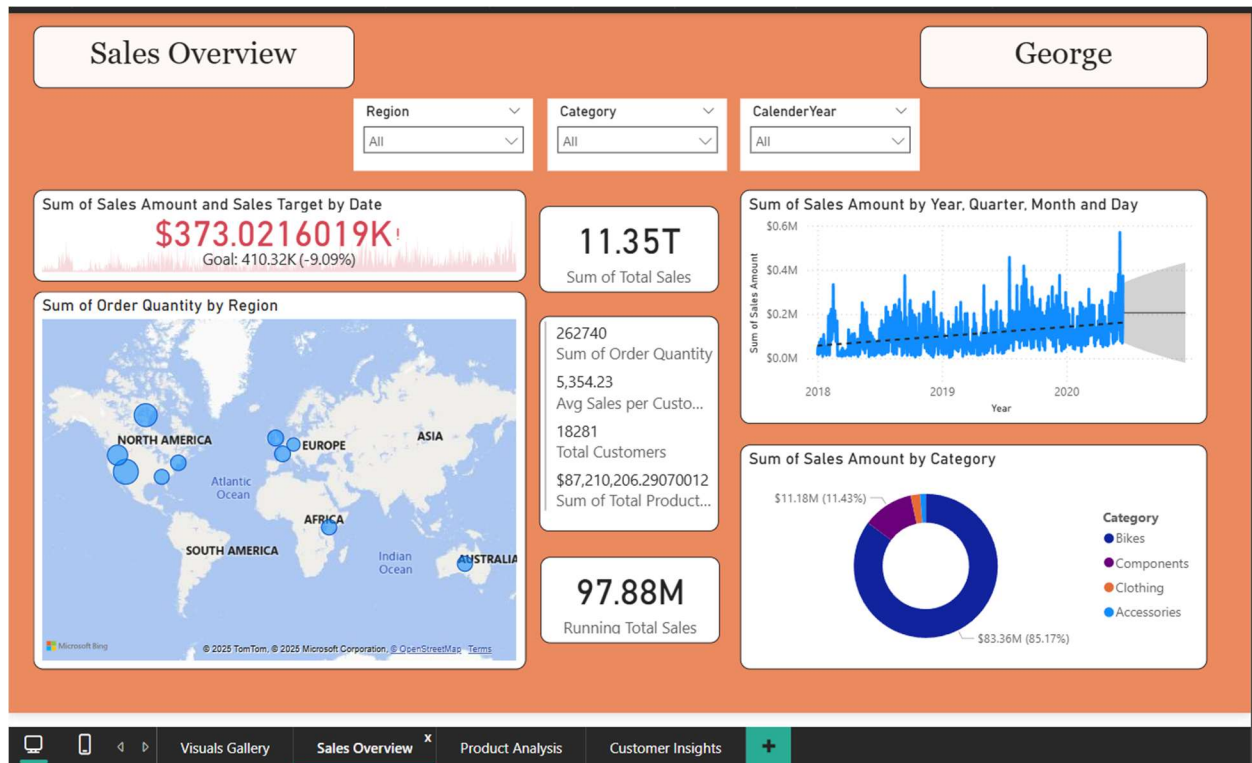 Sales Overview
George
Region
All
Category
All
CalenderYear
All
Sum of Sales Amount and Sales Target by Date
$373.0216019K!
Goal: 410.32K (-9.09%)
Sum of Order Quantity by Region
NORTH AMERICA
EUROPE
ASIA
Atlantic
Ocean
AFRICA
SOUTH AMERICA
Indian
Ocean
AUSTRALIA
Microsoft Bing
© 2025 TomTom, © 2025 Microsoft Corporation, © OpenStreetMap Terms
11.35T
Sum of Total Sales
262740
Sum of Order Quantity
5,354.23
Avg Sales per Custo...
18281
Total Customers
$87,210,206.29070012
Sum of Total Product...
97.88M
Running Total Sales
Sum of Sales Amount by Year, Quarter, Month and Day
Sum of Sales Amount
$0.6M
$0.4M
$0.2M
$0.0M
2018
2019
2020
Year
Sum of Sales Amount by Category
$11.18M (11.43%)
$83.36M (85.17%)
Category
Bikes
Components
Clothing
Accessories
Visuals Gallery
Sales Overview
x
Product Analysis
Customer Insights
+